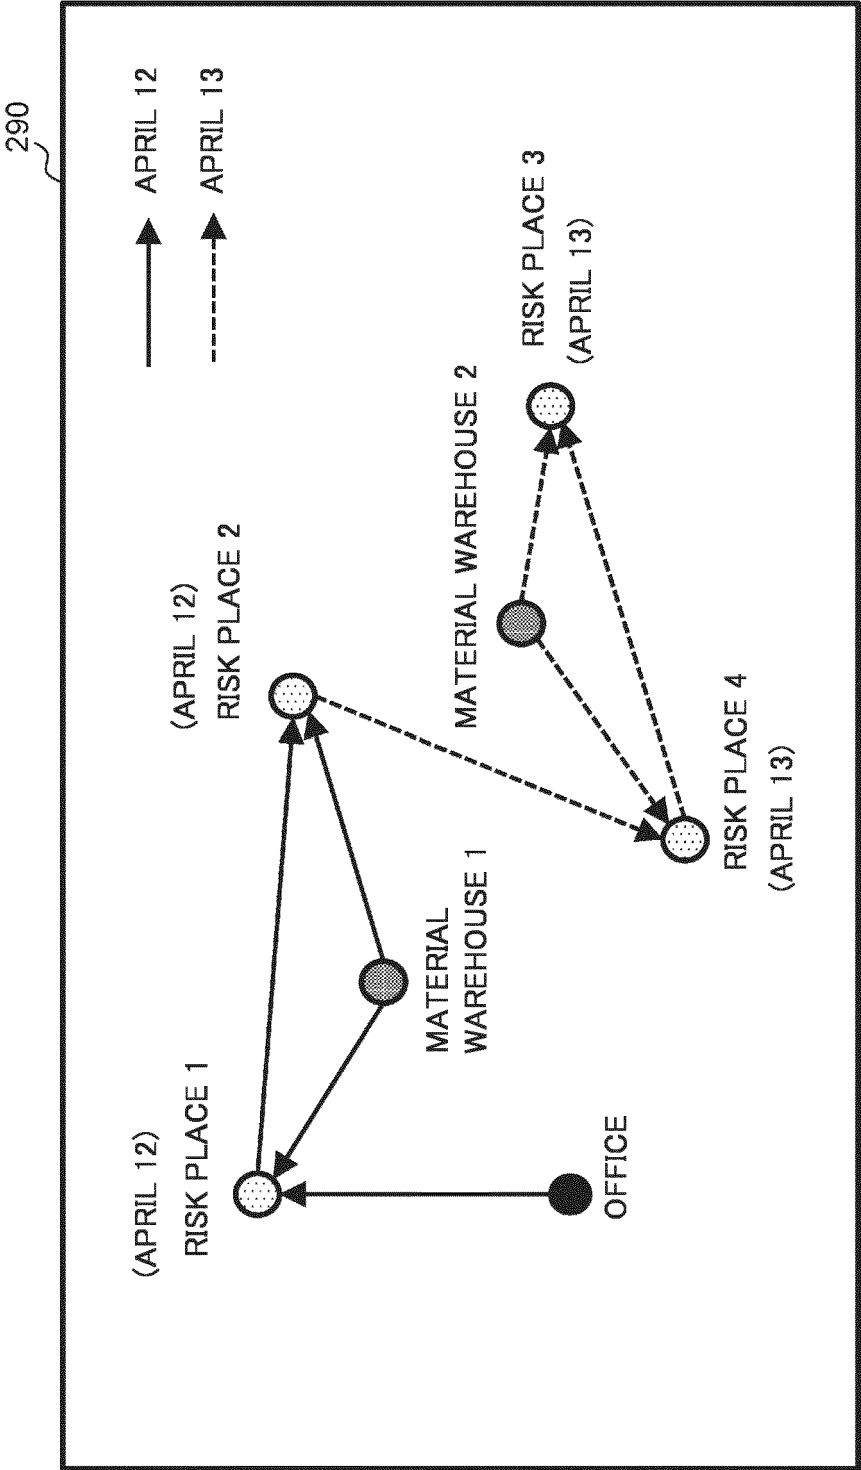 290
APRIL 12
APRIL 13
(APRIL 12)
RISK PLACE 1
(APRIL 12)
RISK PLACE 2
MATERIAL
WAREHOUSE 1
MATERIAL WAREHOUSE 2
RISK PLACE 3
(APRIL 13)
OFFICE
RISK PLACE 4
(APRIL 13)